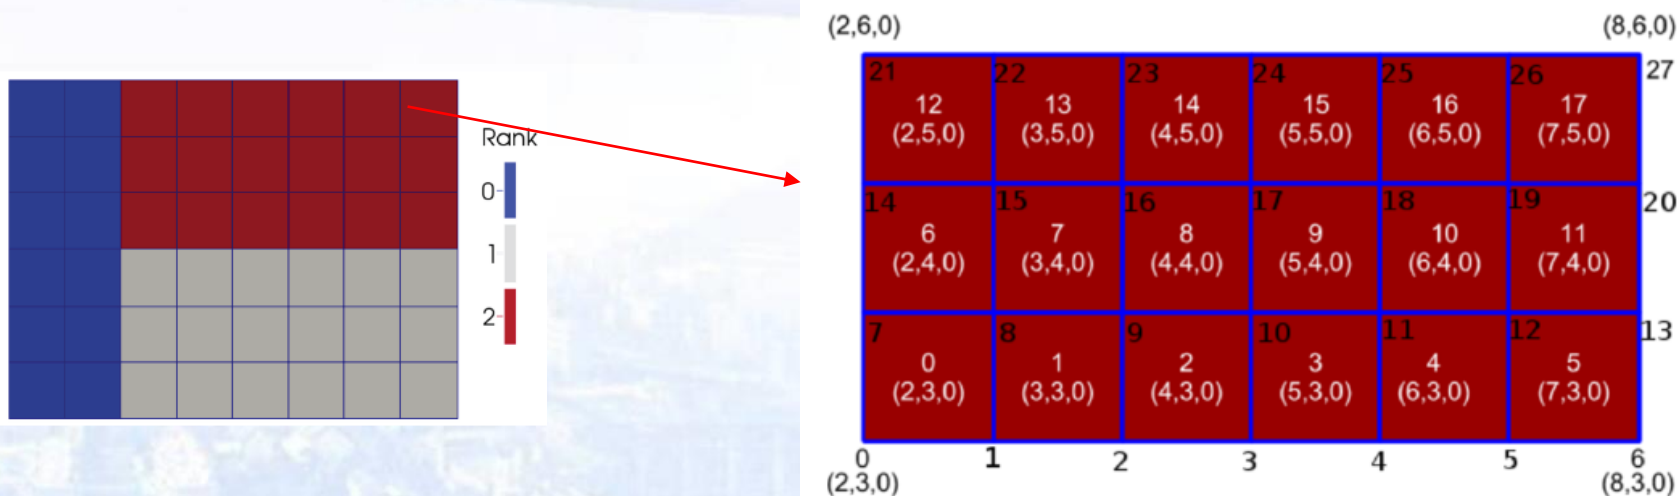 Rank
0
1
2
(2,6,0) (8,6,0)
21 22 23 24 25 26 27
12 13 14 15 16 17
(2,5,0) (3,5,0) (4,5,0) (5,5,0) (6,5,0) (7,5,0)
14 15 16 17 18 19 20
6 7 8 9 10 11
(2,4,0) (3,4,0) (4,4,0) (5,4,0) (6,4,0) (7,4,0)
7 8 9 10 11 12 13
0 1 2 3 4 5
(2,3,0) (3,3,0) (4,3,0) (5,3,0) (6,3,0) (7,3,0)
0 1 2 3 4 5 6
(2,3,0) (8,3,0)